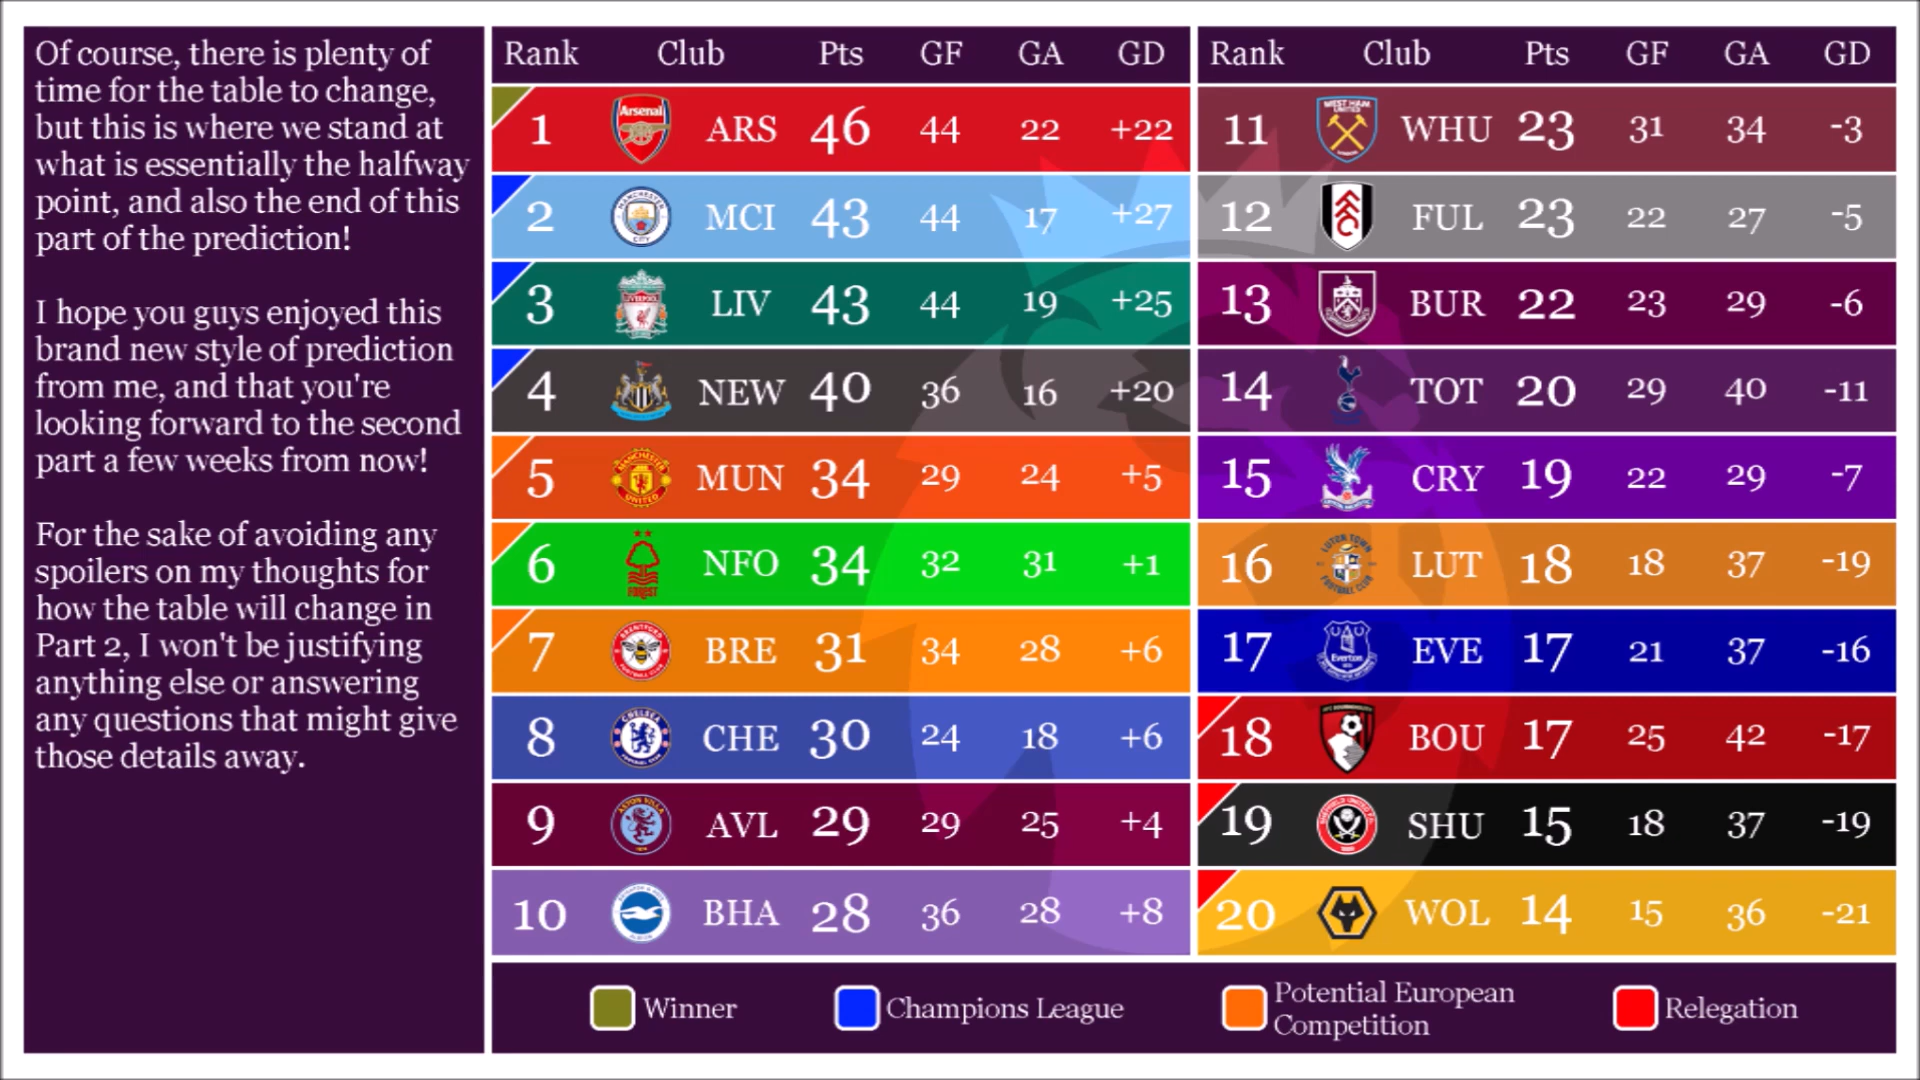 Of course, there is plenty of
time for the table to change,
but this is where we stand at
what is essentially the halfway
point, and also the end of this
part of the prediction!
I hope you guys enjoyed this
brand new style of prediction
from me, and that you're
looking forward to the second
part a few weeks from now!
For the sake of avoiding any
spoilers on my thoughts for
how the table will change in
Part 2, I won't be justifying
anything else or answering
any questions that might give
those details away.
Rank Club Pts GF GA GD
1 Arsenal ARS 46 44 22 +22
2 MCI 43 44 17 +27
3 LIV 43 44 19 +25
4 NEW 40 36 16 +20
5 MUN 34 29 24 +5
6 NFO 34 32 31 +1
7 BRE 31 34 28 +6
8 CHE 30 24 18 +6
9 AVL 29 29 25 +4
10 BHA 28 36 28 +8
Rank Club Pts GF GA GD
11 WHU 23 31 34 -3
12 FUL 23 22 27 -5
13 BUR 22 23 29 -6
14 TOT 20 29 40 -11
15 CRY 19 22 29 -7
16 LUT 18 18 37 -19
17 Everton EVE 17 21 37 -16
18 BOU 17 25 42 -17
19 SHU 15 18 37 -19
20 WOL 14 15 36 -21
Winner
Champions League
Potential European
Competition
Relegation